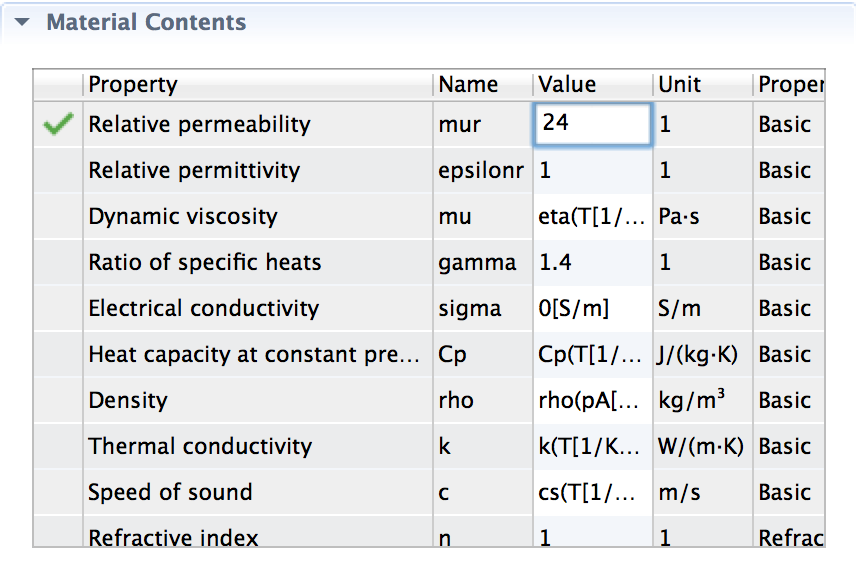 Material Contents
Property Name Value Unit Proper
Relative permeability mur 24 1 Basic
Relative permittivity epsilonr 1 1 Basic
Dynamic viscosity mu eta(T[1/... Pa·s Basic
Ratio of specific heats gamma 1.4 1 Basic
Electrical conductivity sigma 0[S/m] S/m Basic
Heat capacity at constant pre... Cp Cp(T[1/... J/(kg·K) Basic
Density rho rho(pA[... kg/m³ Basic
Thermal conductivity k k(T[1/K... W/(m·K) Basic
Speed of sound c cs(T[1/... m/s Basic
Refractive index n 1 1 Refrac